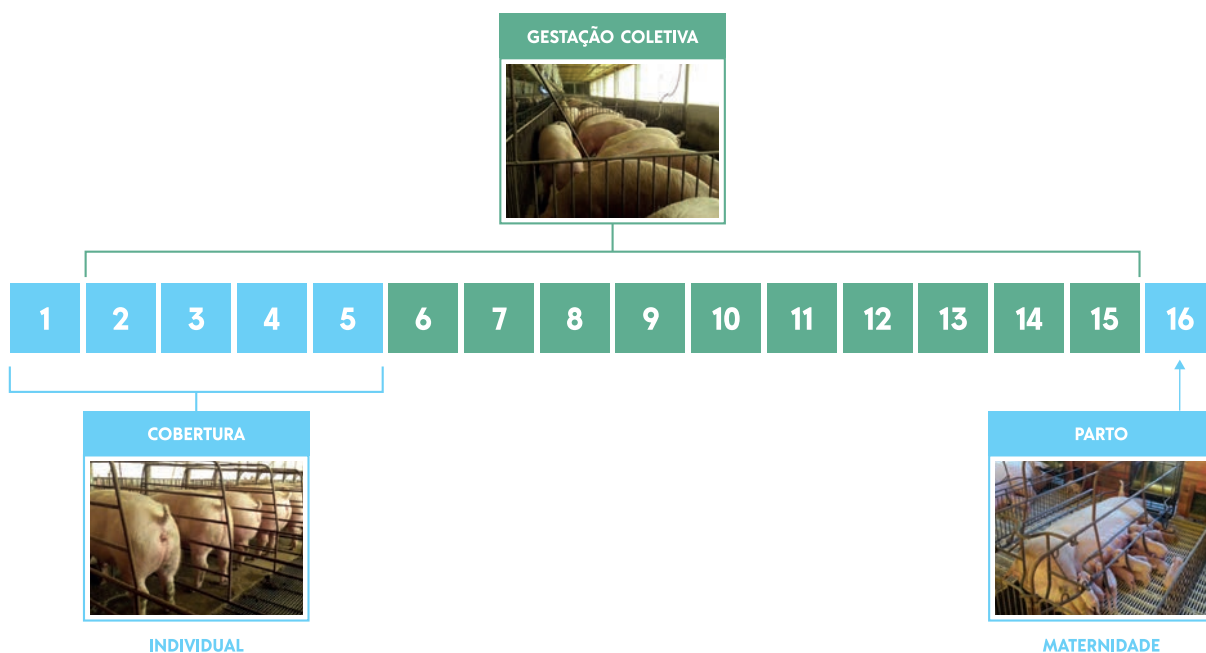 GESTAÇÃO COLETIVA
1 2 3 4 5 6 7 8 9 10 11 12 13 14 15 16
COBERTURA
PARTO
INDIVIDUAL
MATERNIDADE